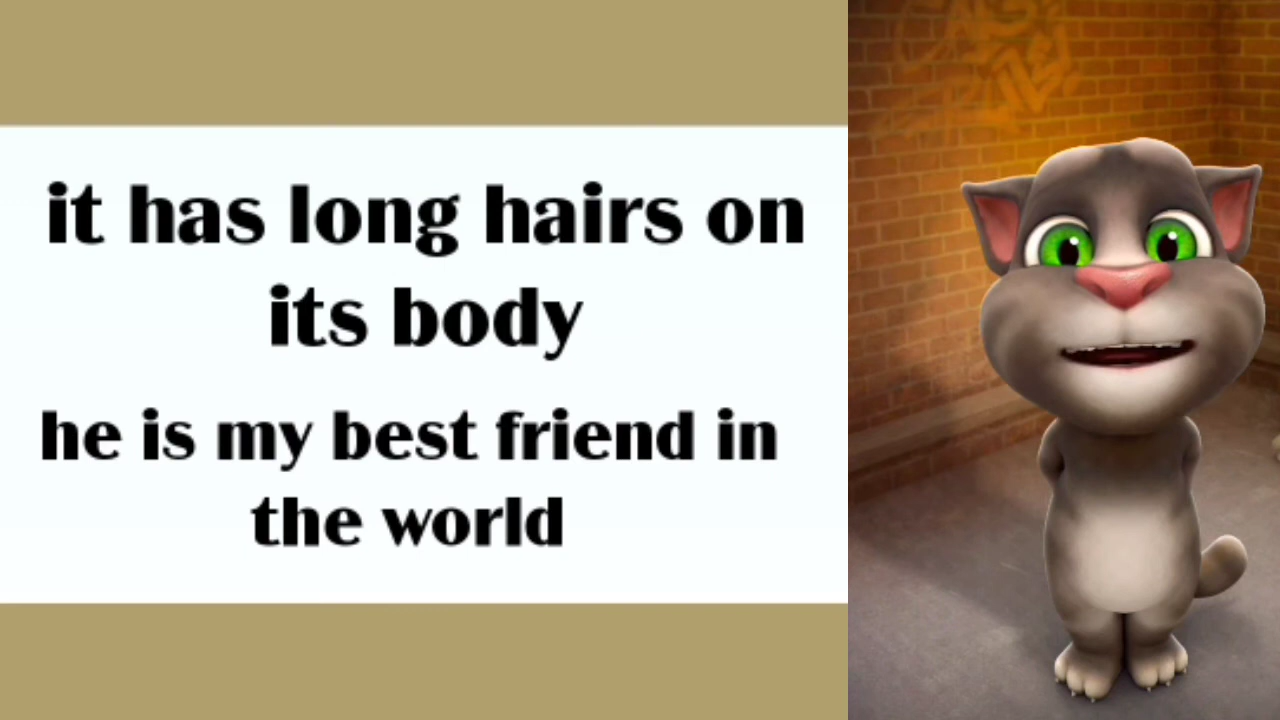 it has long hairs on
its body
he is my best friend in
the world